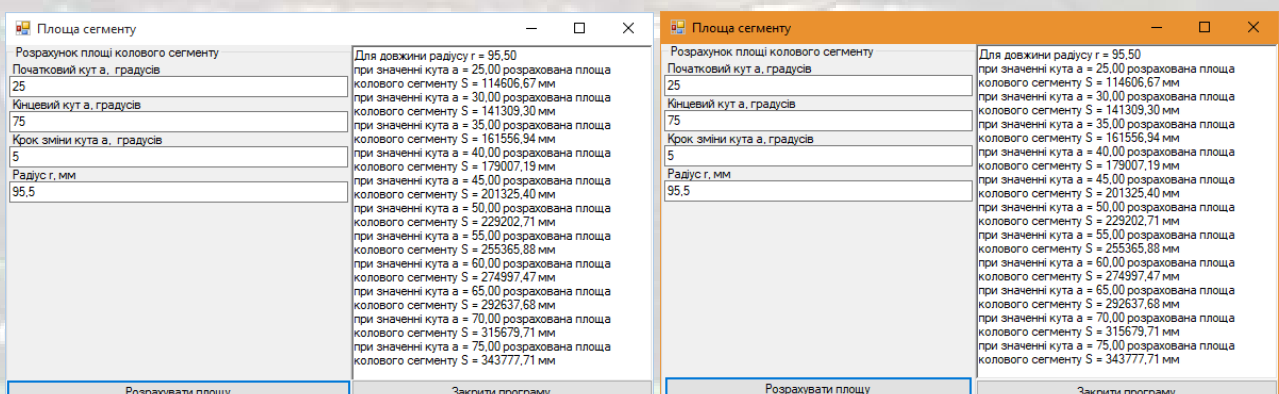 Площа сегменту
Розрахунок площі колового сегменту
Початковий кут a, градусів
25
Кінцевий кут a, градусів
75
Крок зміни кута a, градусів
5
Радіус r, мм
95,5
Для довжини радіусу r = 95,50
при значенні кута a = 25,00 розрахована площа
колового сегменту S = 114606,67 мм
при значенні кута a = 30,00 розрахована площа
колового сегменту S = 141309,30 мм
при значенні кута a = 35,00 розрахована площа
колового сегменту S = 161556,94 мм
при значенні кута a = 40,00 розрахована площа
колового сегменту S = 179007,19 мм
при значенні кута a = 45,00 розрахована площа
колового сегменту S = 201325,40 мм
при значенні кута a = 50,00 розрахована площа
колового сегменту S = 229202,71 мм
при значенні кута a = 55,00 розрахована площа
колового сегменту S = 255365,88 мм
при значенні кута a = 60,00 розрахована площа
колового сегменту S = 274997,47 мм
при значенні кута a = 65,00 розрахована площа
колового сегменту S = 292637,68 мм
при значенні кута a = 70,00 розрахована площа
колового сегменту S = 315679,71 мм
при значенні кута a = 75,00 розрахована площа
колового сегменту S = 343777,71 мм
Розрахувати площу
Закрити програму
Площа сегменту
Розрахунок площі колового сегменту
Початковий кут a, градусів
25
Кінцевий кут a, градусів
75
Крок зміни кута a, градусів
5
Радіус r, мм
95,5
Для довжини радіусу r = 95,50
при значенні кута a = 25,00 розрахована площа
колового сегменту S = 114606,67 мм
при значенні кута a = 30,00 розрахована площа
колового сегменту S = 141309,30 мм
при значенні кута a = 35,00 розрахована площа
колового сегменту S = 161556,94 мм
при значенні кута a = 40,00 розрахована площа
колового сегменту S = 179007,19 мм
при значенні кута a = 45,00 розрахована площа
колового сегменту S = 201325,40 мм
при значенні кута a = 50,00 розрахована площа
колового сегменту S = 229202,71 мм
при значенні кута a = 55,00 розрахована площа
колового сегменту S = 255365,88 мм
при значенні кута a = 60,00 розрахована площа
колового сегменту S = 274997,47 мм
при значенні кута a = 65,00 розрахована площа
колового сегменту S = 292637,68 мм
при значенні кута a = 70,00 розрахована площа
колового сегменту S = 315679,71 мм
при значенні кута a = 75,00 розрахована площа
колового сегменту S = 343777,71 мм
Розрахувати площу
Закрити програму